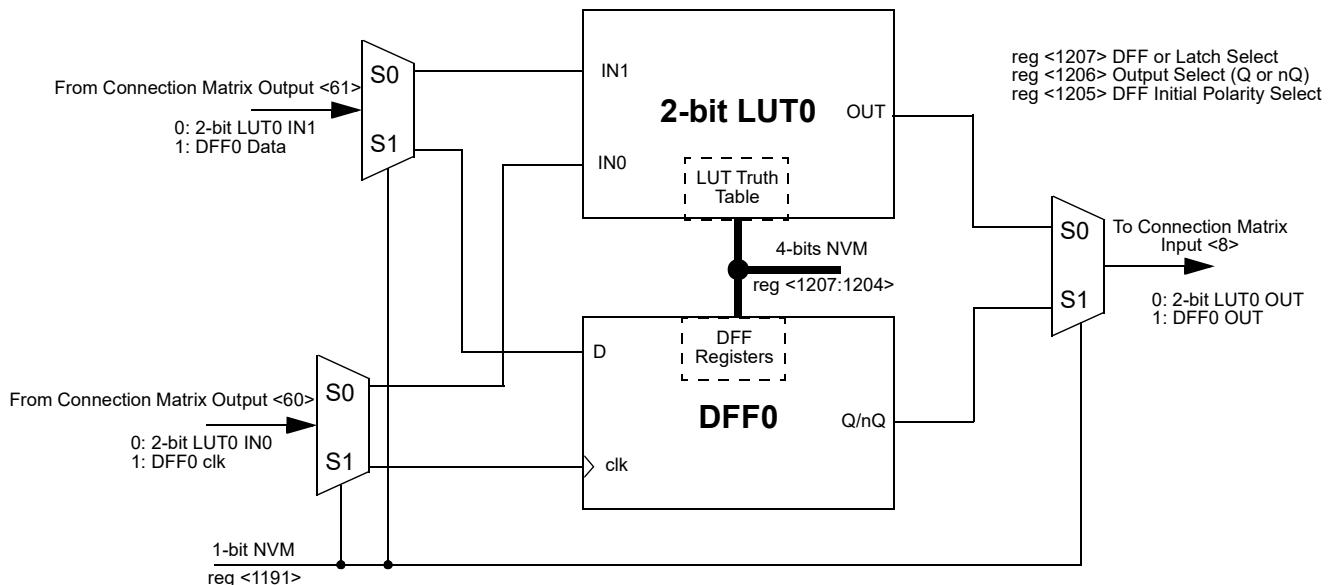 From Connection Matrix Output <61>
0: 2-bit LUT0 IN1
1: DFF0 Data
S0
S1
IN1
IN0
2-bit LUT0
OUT
LUT Truth
Table
reg <1207> DFF or Latch Select
reg <1206> Output Select (Q or nQ)
reg <1205> DFF Initial Polarity Select
4-bits NVM
reg <1207:1204>
S0
S1
To Connection Matrix
Input <8>
0: 2-bit LUT0 OUT
1: DFF0 OUT
From Connection Matrix Output <60>
0: 2-bit LUT0 IN0
1: DFF0 clk
S0
S1
D
clk
DFF
Registers
DFF0
Q/nQ
1-bit NVM
reg <1191>